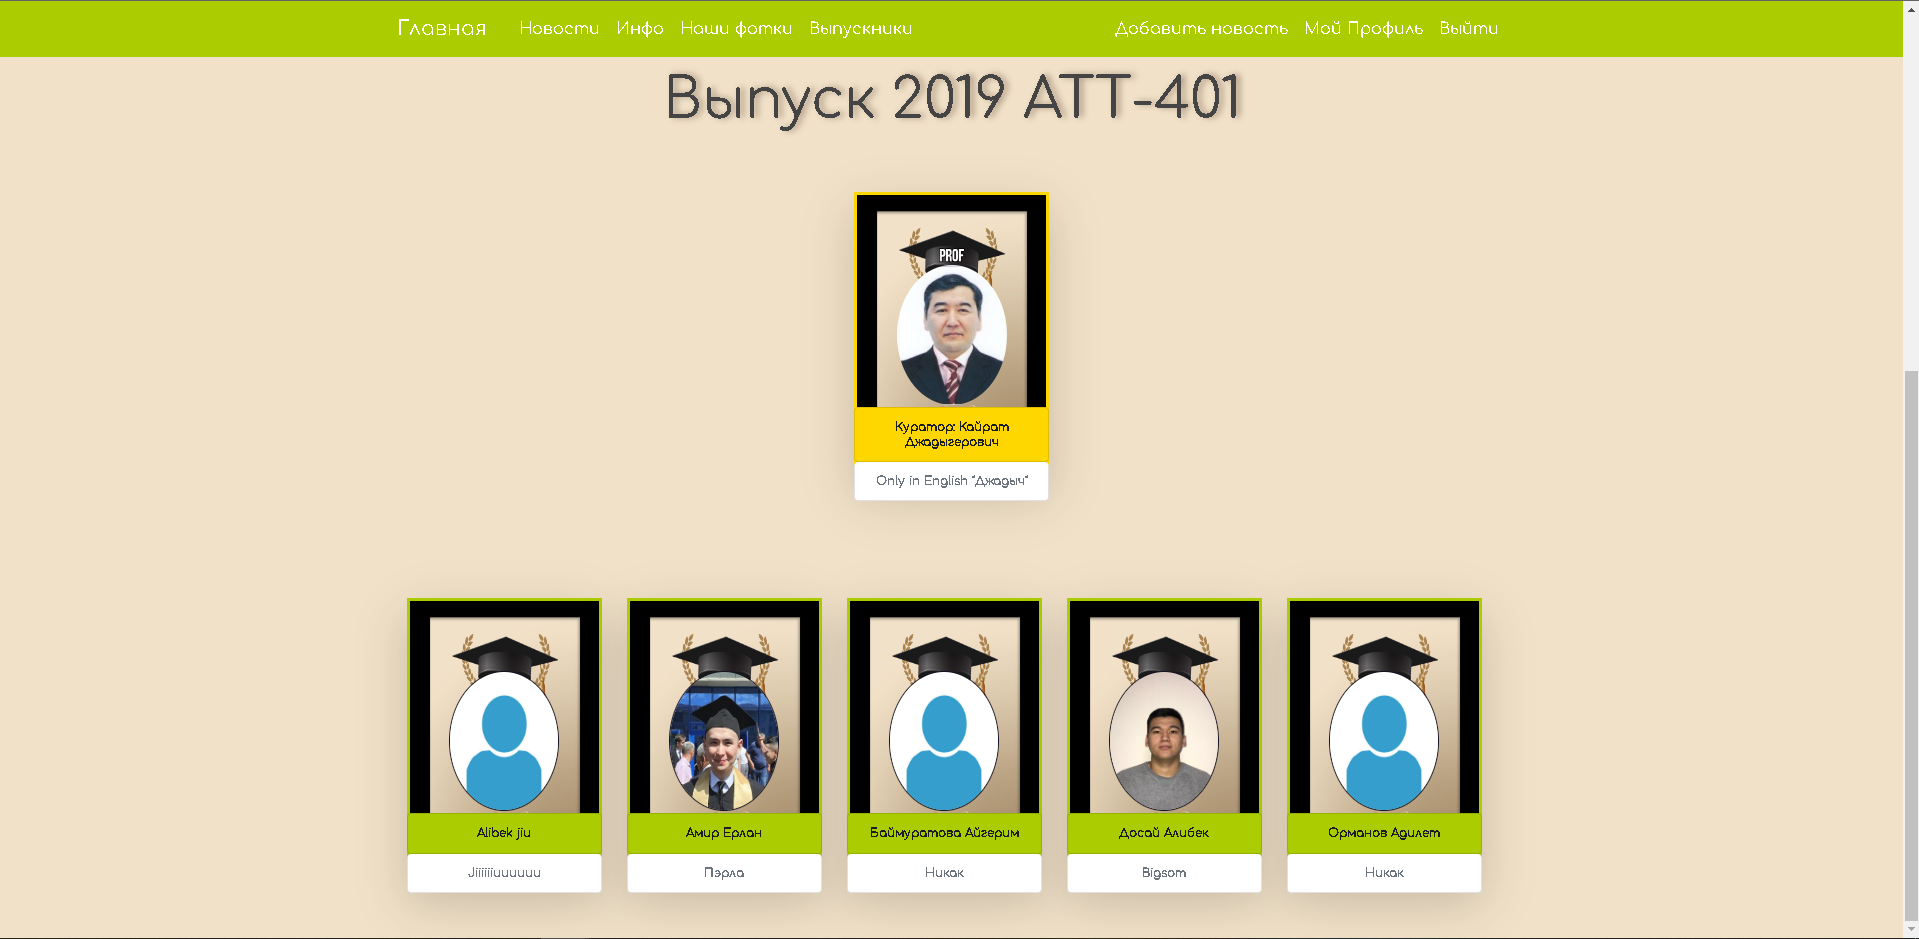 Главная Новости Инфо Наши фотки Выпускники Добавить новость Мой Профиль Выйти
Выпуск 2019 АТТ-401
PROF
Куратор: Кайрат
Джадыгерович
Only in English "Джадыч"
Alibek jiu
Jiiiiiiuuuuuu
Амир Ерлан
Пэрла
Баймуратова Айгерим
Никак
Досай Алибек
Bigsom
Орманов Адилет
Никак